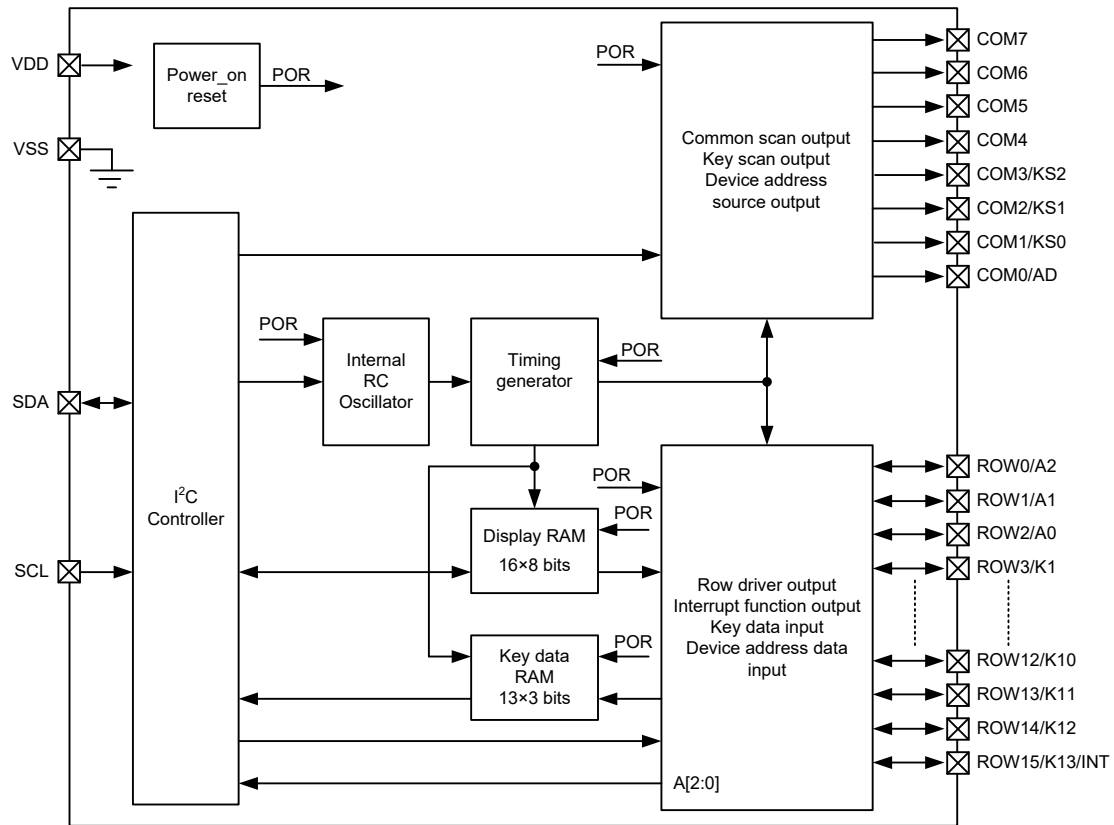 VDD
Power_on
reset
POR
VSS
POR
Common scan output
Key scan output
Device address
source output
COM7
COM6
COM5
COM4
COM3/KS2
COM2/KS1
COM1/KS0
COM0/AD
SDA
SCL
I²C
Controller
POR
Internal
RC
Oscillator
Timing
generator
POR
POR
Display RAM
16×8 bits
POR
Key data
RAM
13×3 bits
POR
Row driver output
Interrupt function output
Key data input
Device address data
input
A[2:0]
ROW0/A2
ROW1/A1
ROW2/A0
ROW3/K1
ROW12/K10
ROW13/K11
ROW14/K12
ROW15/K13/INT